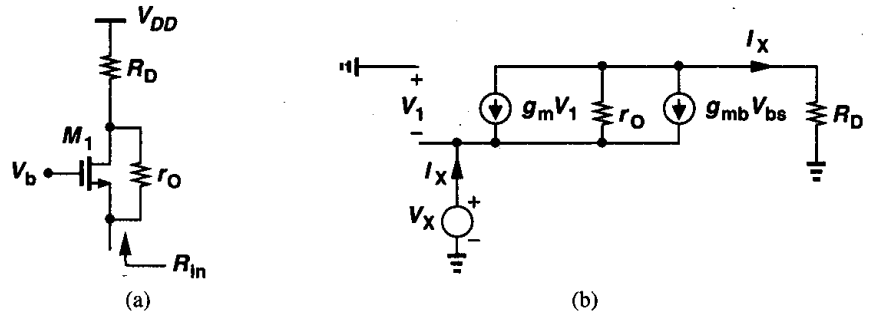 V_DD
R_D
M_1
V_b
r_O
R_in
(a)
I_X
+
V_1
−
g_mV_1
r_O
g_mbV_bs
R_D
I_X
V_X
+
−
(b)